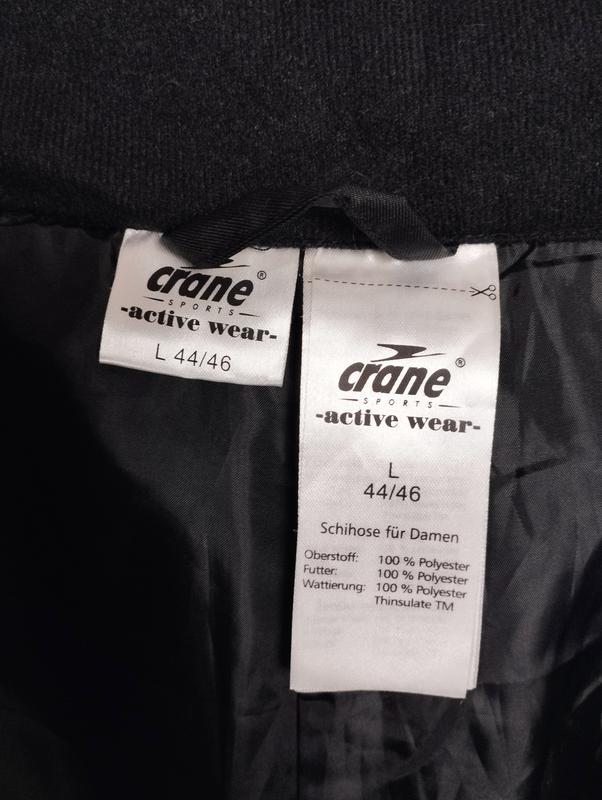 crane®
SPORTS
-active wear-
L 44/46
crane®
SPORTS
-active wear-
L
44/46
Schihose für Damen
Oberstoff: 100 % Polyester
Futter: 100 % Polyester
Wattierung: 100 % Polyester
Thinsulate TM